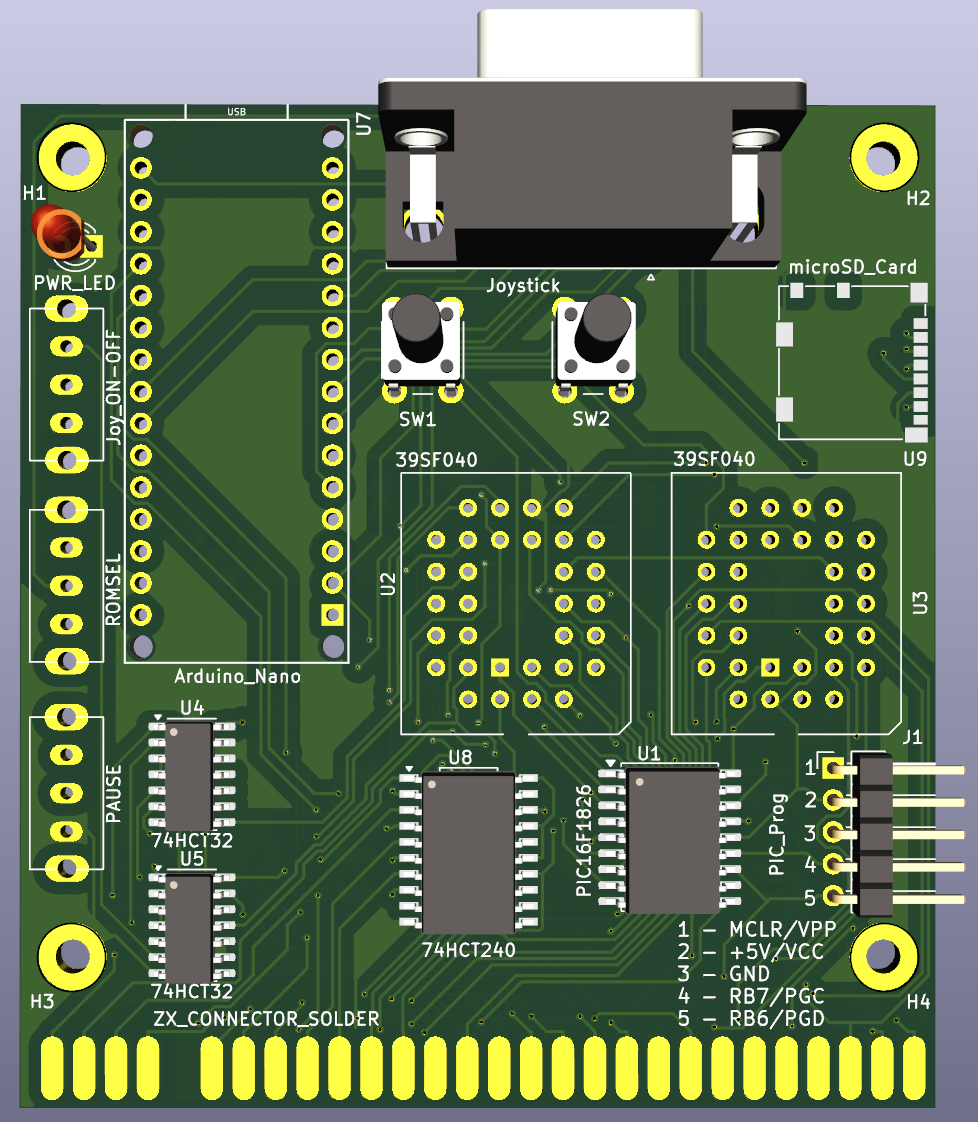 USB
U7
H1
H2
PWR_LED
microSD_Card
Joystick
Joy_ON-OFF
SW1
SW2
39SF040
39SF040
U9
ROMSEL
U2
U3
Arduino_Nano
U4
J1
U8
U1
1
PAUSE
2
PIC16F1826
PIC_Prog
3
74HCT32
U5
4
5
1 - MCLR/VPP
74HCT240
2 - +5V/VCC
3 - GND
74HCT32
4 - RB7/PGC
H3
H4
ZX_CONNECTOR_SOLDER
5 - RB6/PGD